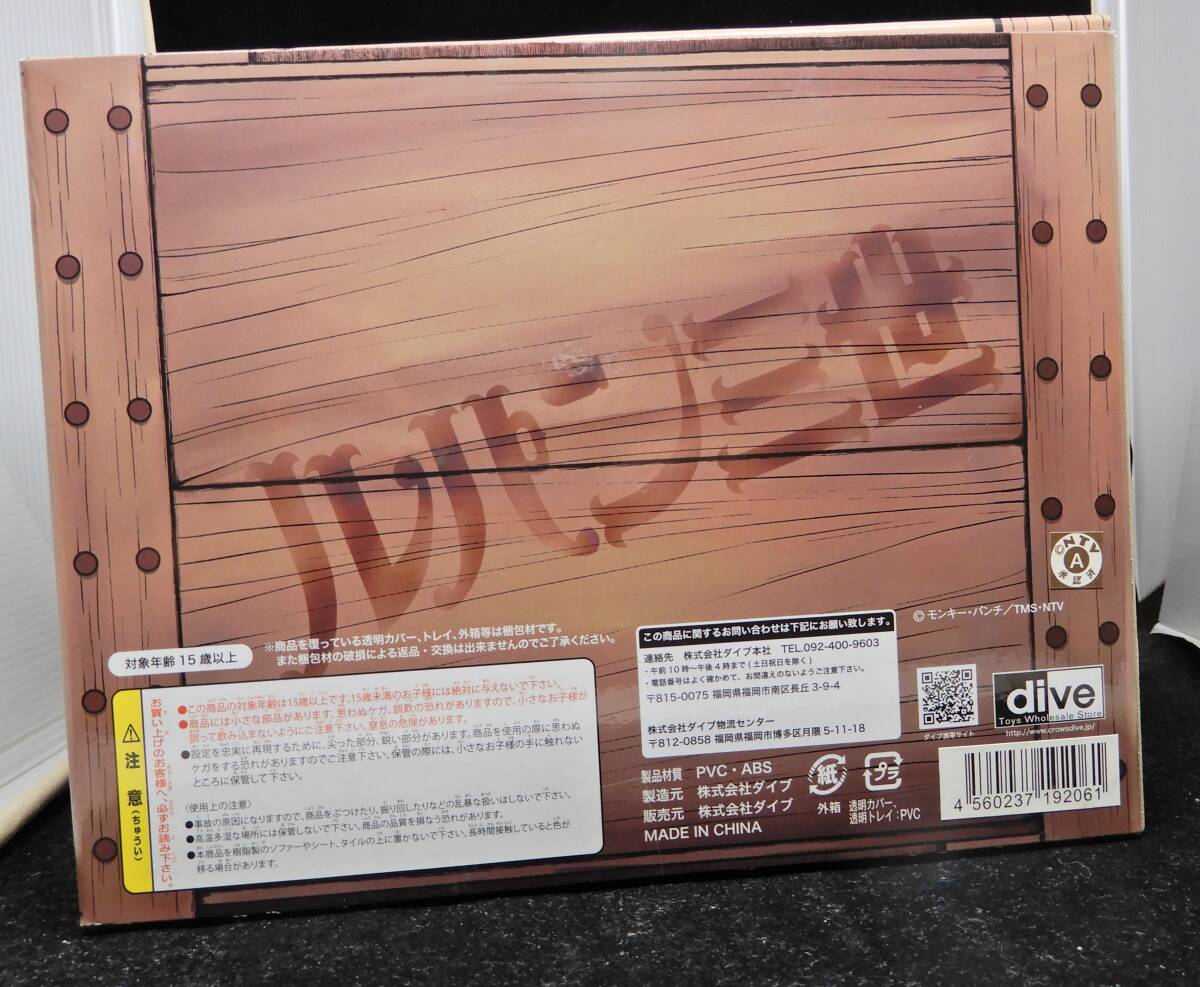 ルパン三世
©NTV
A
承認済
© モンキー・パンチ／TMS・NTV
対象年齢 15 歳以上
※商品を覆っている透明カバー、トレイ、外箱等は梱包材です。
また梱包材の破損による返品・交換は出来ませんのでご了承ください。
⚠ 注意(ちゅうい)
お買い上げのお客様へ、必ずお読み下さい。
●この商品の対象年齢は15歳以上です。15歳未満のお子様には絶対に与えないで下さい。
●商品には小さな部品があります。思わぬケガ、誤飲の恐れがありますので、小さなお子様が
誤って飲み込まないようにご注意下さい。窒息の危険があります。
●設定を忠実に再現するために、尖った部分、鋭い部分があります。商品を使用の際に思わぬ
ケガをする恐れがありますのでご注意下さい。保管の際には、小さなお子様の手に触れない
ところに保管して下さい。
〈使用上の注意〉
●事故の原因になりますので、商品をぶつけたり、振り回したりなどの乱暴な扱いはしないで下さい。
●高温多湿な場所には保管しないで下さい。商品の品質を損なう恐れがあります。
●本商品を樹脂製のソファーやシート、タイルの上に置かないで下さい。長時間接触していると色が
移る場合があります。
この商品に関するお問い合わせは下記にお願い致します。
連絡先 株式会社ダイブ本社 TEL.092-400-9603
・午前 10 時〜午後 4 時まで (土日祝日を除く)
・電話番号はよく確かめて、お間違えのないようご注意下さい。
〒815-0075 福岡県福岡市南区長丘 3-9-4
株式会社ダイブ物流センター
〒812-0858 福岡県福岡市博多区月隈 5-11-18
ダイブ携帯サイト
dive
Toys Wholesale Store
http://www.crowsdive.jp/
製品材質 PVC・ABS
製造元 株式会社ダイブ
販売元 株式会社ダイブ
MADE IN CHINA
紙
外箱
プラ
透明カバー、
透明トレイ：PVC
4 560237 192061